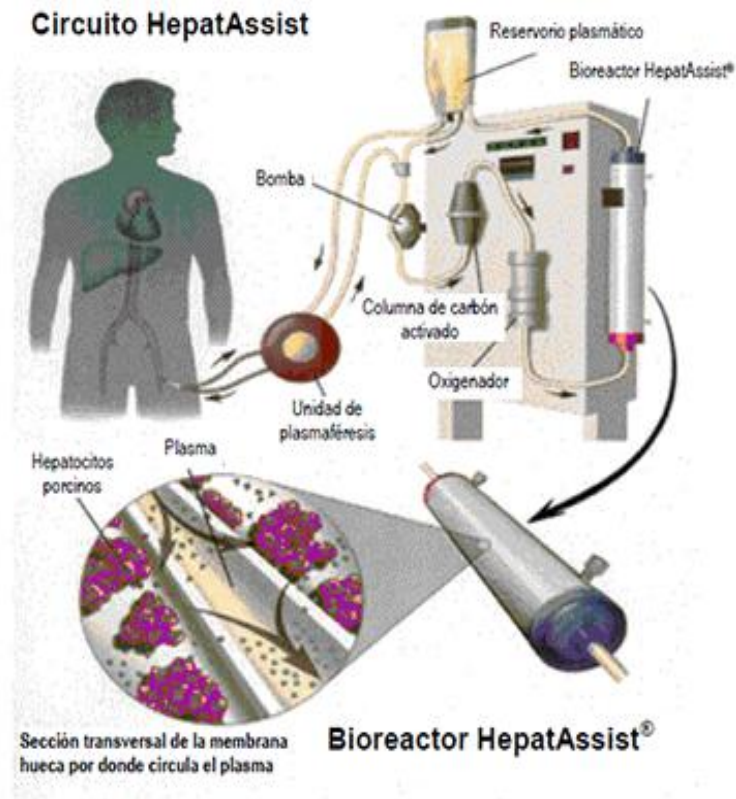 Circuito HepatAssist
Reservorio plasmático
Bioreactor HepatAssist®
Bomba
Columna de carbón
activado
Oxigenador
Unidad de
plasmaféresis
Plasma
Hepatocitos
porcinos
Sección transversal de la membrana
hueca por donde circula el plasma
Bioreactor HepatAssist®